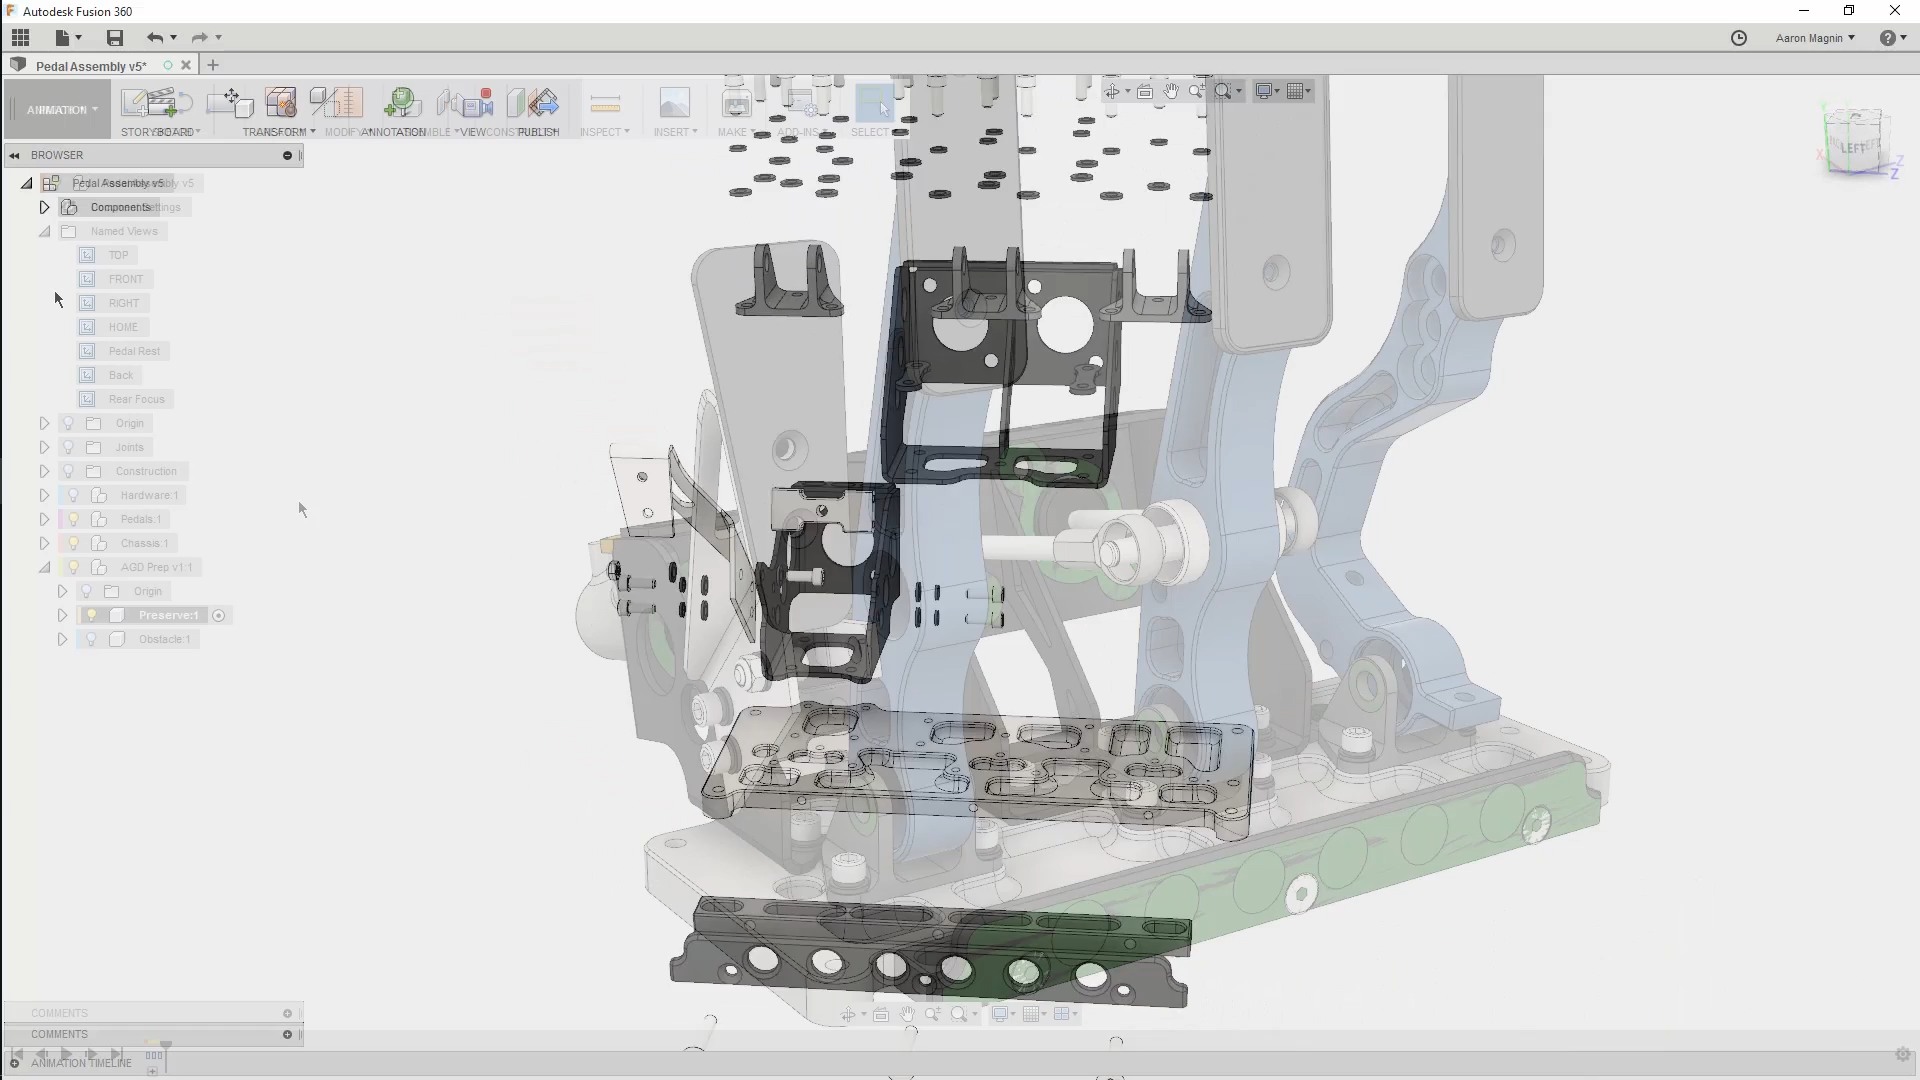 Autodesk Fusion 360
Aaron Magnin
Pedal Assembly v5*
ANIMATION
STORYBOARD TRANSFORM MODIFY ANNOTATION VIEW CONSTRUCT PUBLISH INSPECT INSERT MAKE ADD-INS SELECT
BROWSER
LEFT
X Z
Z
Pedal Assembly v5
Components
Named Views
TOP
FRONT
RIGHT
HOME
Pedal Rest
Back
Rear Focus
Origin
Joints
Construction
Hardware:1
Pedals:1
Chassis:1
AGD Prep v1:1
Origin
Preserve:1
Obstacle:1
COMMENTS
COMMENTS
ANIMATION TIMELINE